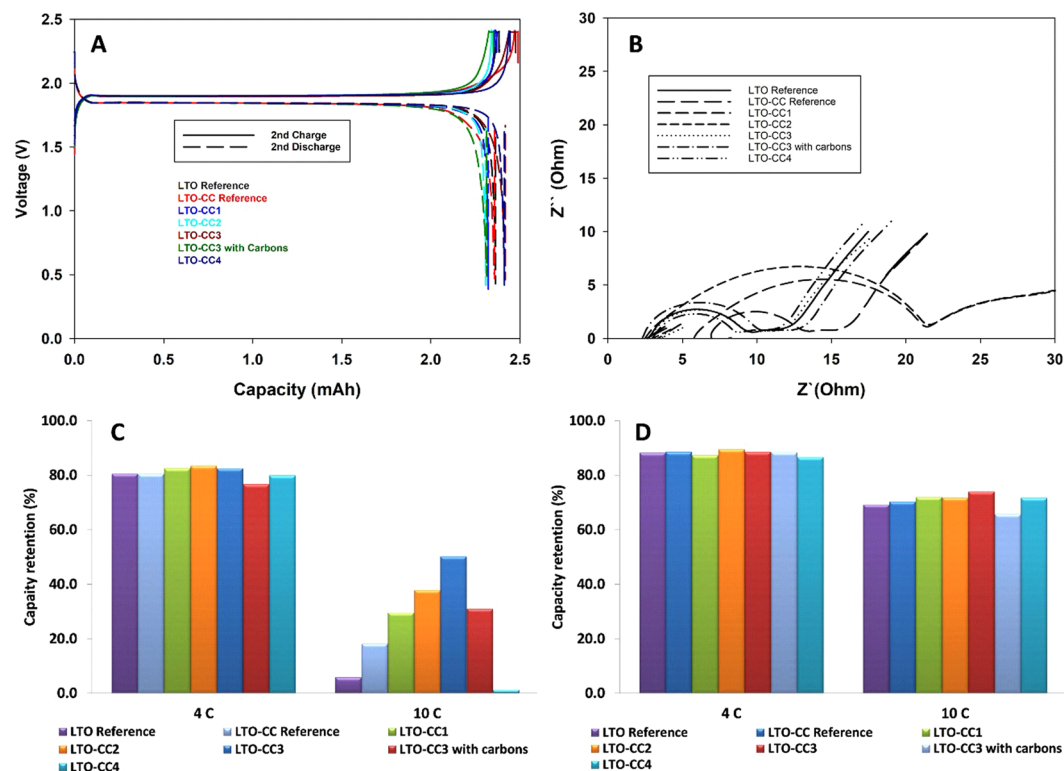 A
2.5
2.0
1.5
1.0
0.5
0.0
Voltage (V)
2nd Charge
2nd Discharge
LTO Reference
LTO-CC Reference
LTO-CC1
LTO-CC2
LTO-CC3
LTO-CC3 with Carbons
LTO-CC4
0.0 0.5 1.0 1.5 2.0 2.5
Capacity (mAh)
B
30
25
20
15
10
5
0
Z`` (Ohm)
LTO Reference
LTO-CC Reference
LTO-CC1
LTO-CC2
LTO-CC3
LTO-CC3 with carbons
LTO-CC4
0 5 10 15 20 25 30
Z`(Ohm)
C
100.0
80.0
60.0
40.0
20.0
0.0
Capaity retention (%)
4 C 10 C
LTO Reference LTO-CC Reference LTO-CC1
LTO-CC2 LTO-CC3 LTO-CC3 with carbons
LTO-CC4
D
100.0
80.0
60.0
40.0
20.0
0.0
Capacity retention (%)
4 C 10 C
LTO Reference LTO-CC Reference LTO-CC1
LTO-CC2 LTO-CC3 LTO-CC3 with carbons
LTO-CC4